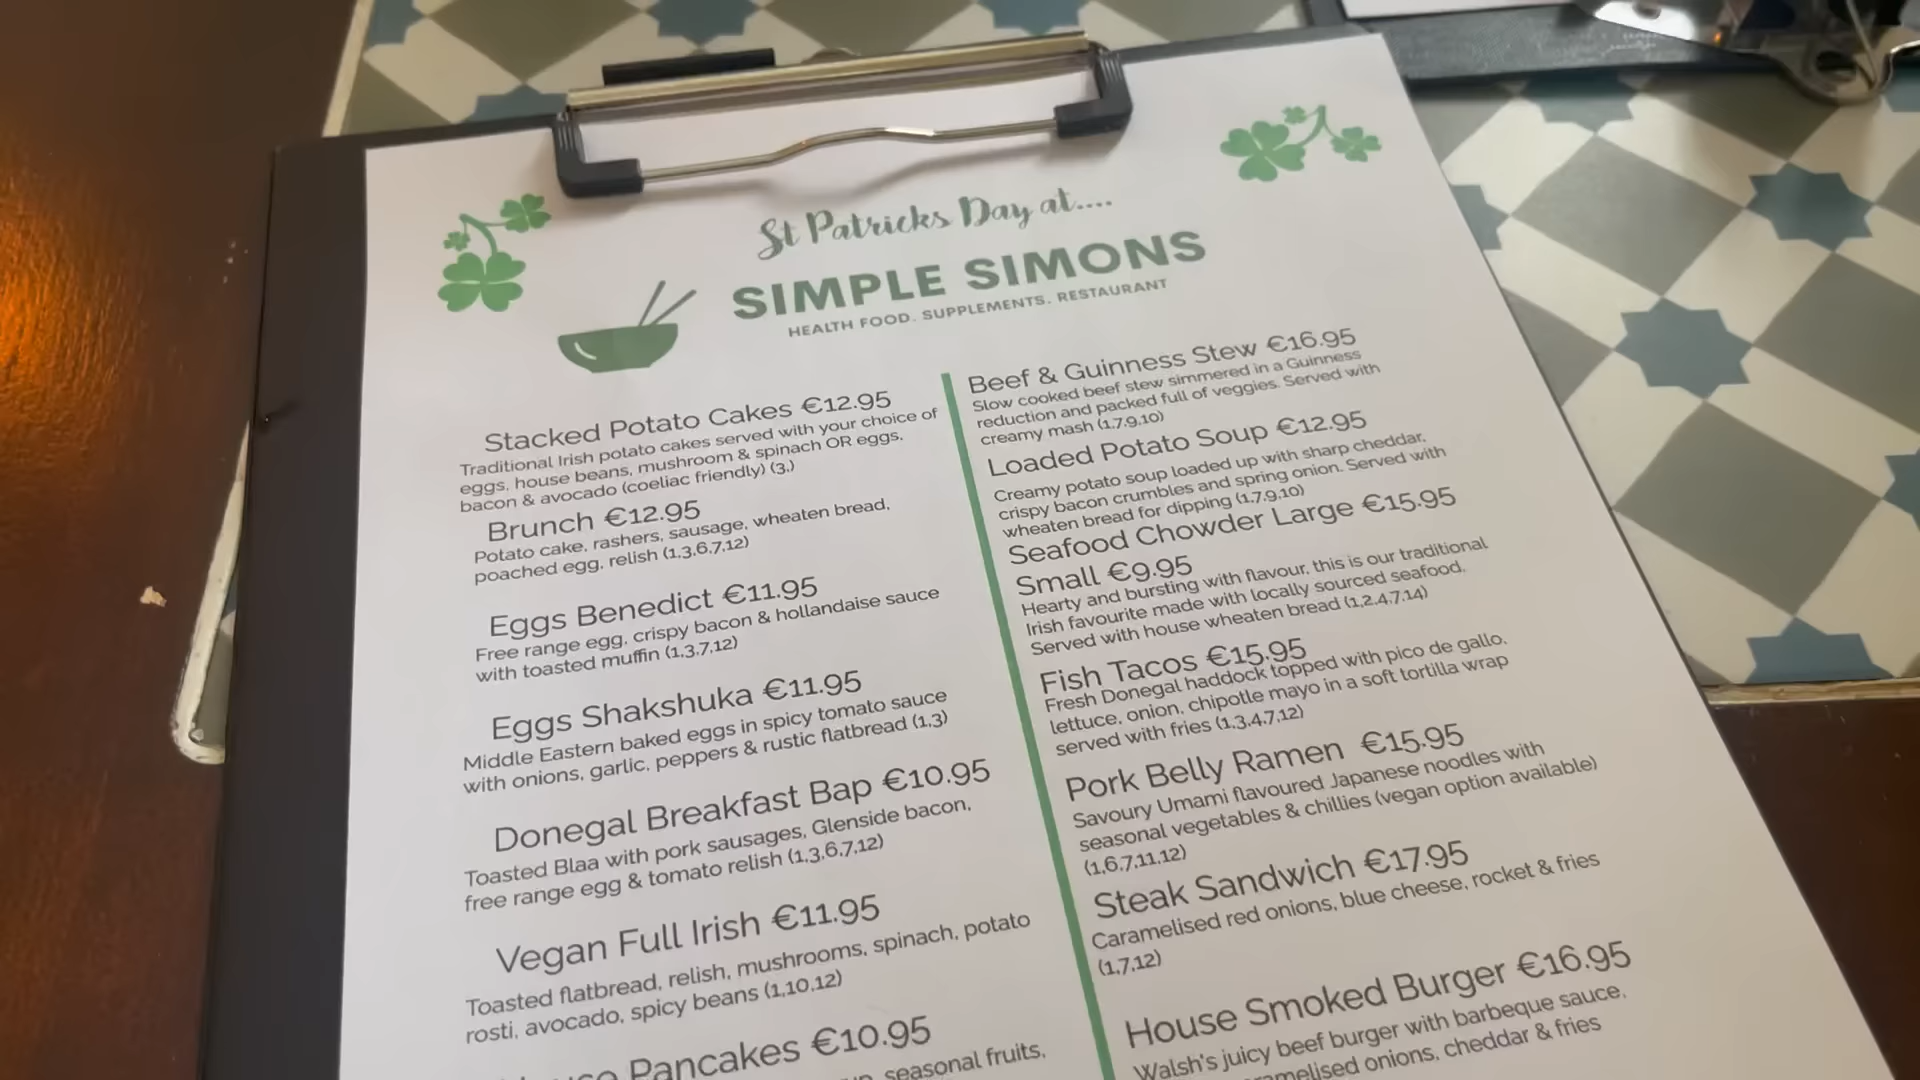 St Patricks Day at....
SIMPLE SIMONS
HEALTH FOOD. SUPPLEMENTS. RESTAURANT
Stacked Potato Cakes €12.95
Traditional Irish potato cakes served with your choice of
eggs, house beans, mushroom & spinach OR eggs,
bacon & avocado (coeliac friendly) (3,)
Brunch €12.95
Potato cake, rashers, sausage, wheaten bread,
poached egg, relish (1,3,6,7,12)
Eggs Benedict €11.95
Free range egg, crispy bacon & hollandaise sauce
with toasted muffin (1,3,7,12)
Eggs Shakshuka €11.95
Middle Eastern baked eggs in spicy tomato sauce
with onions, garlic, peppers & rustic flatbread (1,3)
Donegal Breakfast Bap €10.95
Toasted Blaa with pork sausages, Glenside bacon,
free range egg & tomato relish (1,3,6,7,12)
Vegan Full Irish €11.95
Toasted flatbread, relish, mushrooms, spinach, potato
rosti, avocado, spicy beans (1,10,12)
Pancakes €10.95
seasonal fruits,
Beef & Guinness Stew €16.95
Slow cooked beef stew simmered in a Guinness
reduction and packed full of veggies. Served with
creamy mash (1,7,9,10)
Loaded Potato Soup €12.95
Creamy potato soup loaded up with sharp cheddar,
crispy bacon crumbles and spring onion. Served with
wheaten bread for dipping (1,7,9,10)
Seafood Chowder Large €15.95
Small €9.95
Hearty and bursting with flavour, this is our traditional
Irish favourite made with locally sourced seafood.
Served with house wheaten bread (1,2,4,7,14)
Fish Tacos €15.95
Fresh Donegal haddock topped with pico de gallo,
lettuce, onion, chipotle mayo in a soft tortilla wrap
served with fries (1,3,4,7,12)
Pork Belly Ramen €15.95
Savoury Umami flavoured Japanese noodles with
seasonal vegetables & chillies (vegan option available)
(1,6,7,11,12)
Steak Sandwich €17.95
Caramelised red onions, blue cheese, rocket & fries
(1,7,12)
House Smoked Burger €16.95
Walsh's juicy beef burger with barbeque sauce,
onions, cheddar & fries